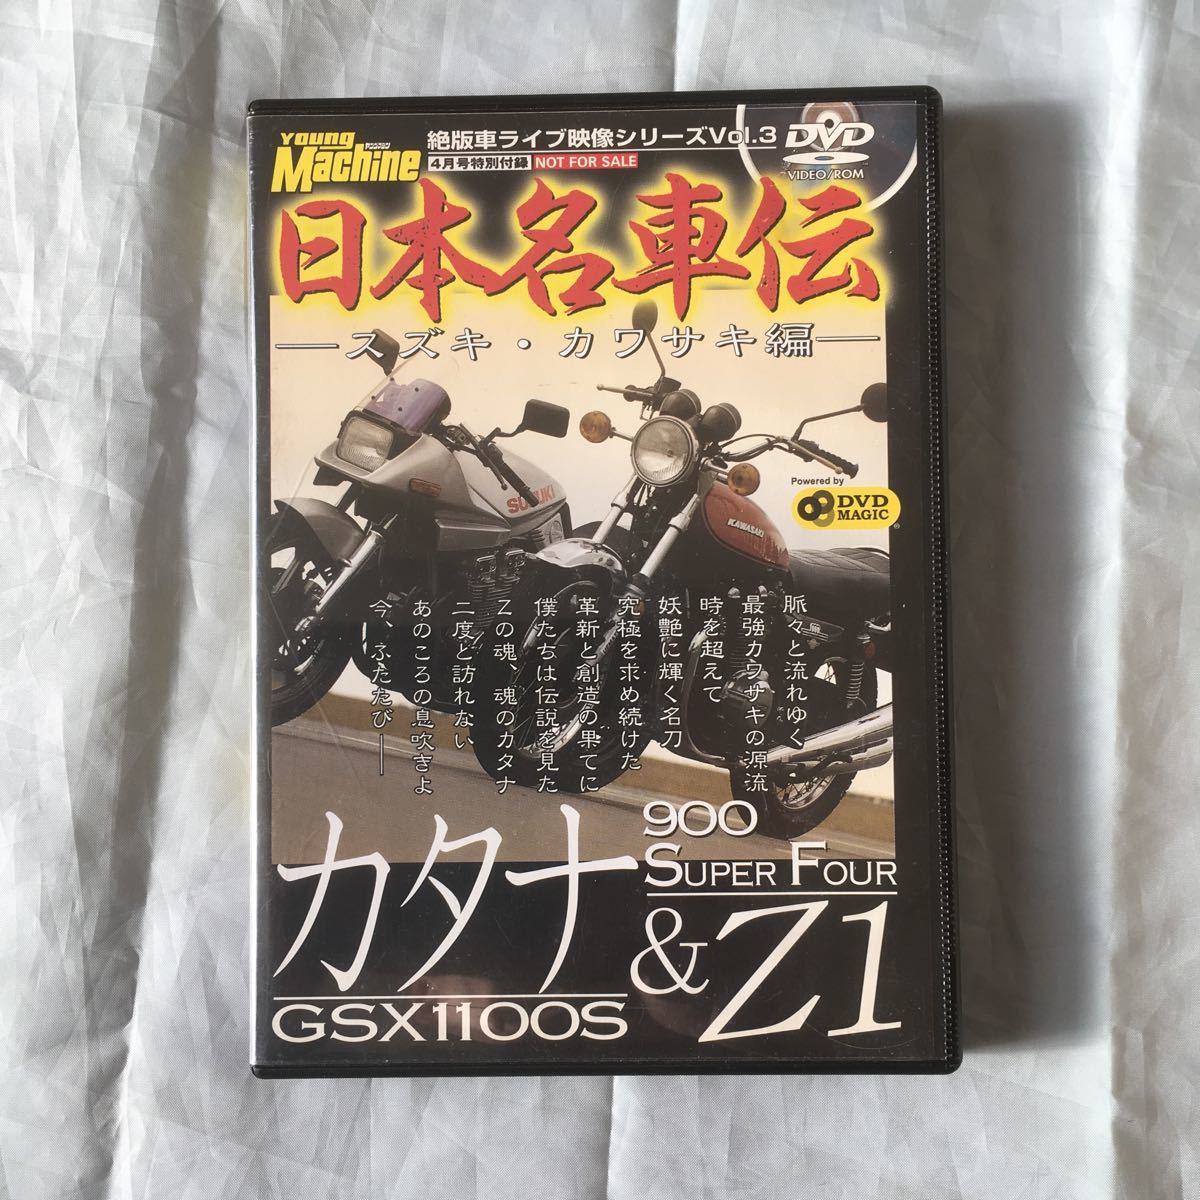 Young
Machine
ヤングマシン
絶版車ライブ映像シリーズVol.3
4月号特別付録
NOT FOR SALE
DVD
VIDEO/ROM
日本名車伝
―スズキ・カワサキ編―
SUZUKI
KAWASAKI
Powered by
DVD
MAGIC
®
脈々と流れゆく
最強カワサキの源流
時を超えて
妖艶に輝く名刀
究極を求め続けた
革新と創造の果てに
僕たちは伝説を見た
Zの魂、魂のカタナ
二度と訪れない
あのころの息吹きよ
今、ふたたび――
カタナ
GSX1100S
&
900
SUPER FOUR
Z1